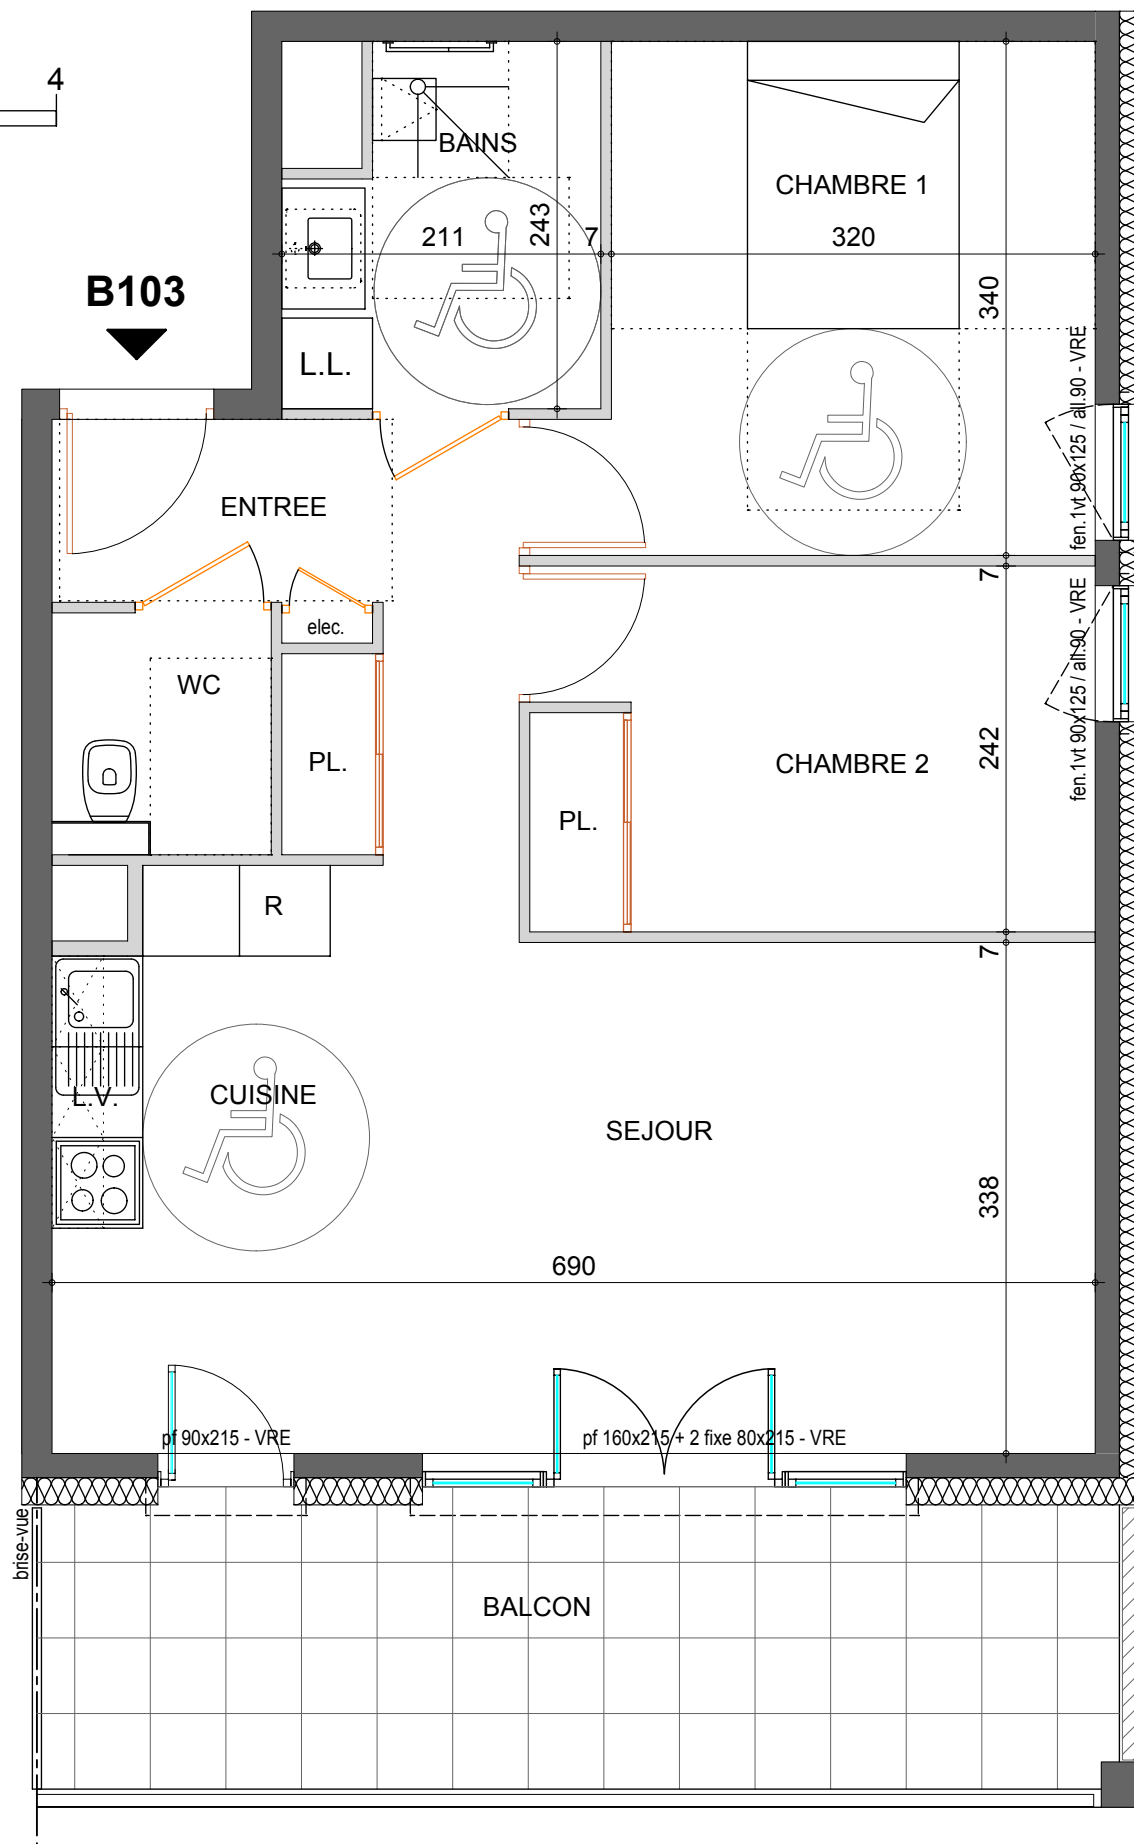 4
BAINS
CHAMBRE 1
211
243
7
320
B103
340
L.L.
fen.1vt 90x125 / all.90 - VRE
ENTREE
7
elec.
fen.1vt 90x125 / all.90 - VRE
WC
PL.
242
CHAMBRE 2
PL.
R
7
L.V.
CUISINE
SEJOUR
338
690
pf 90x215 - VRE
pf 160x215 + 2 fixe 80x215 - VRE
brise-vue
BALCON